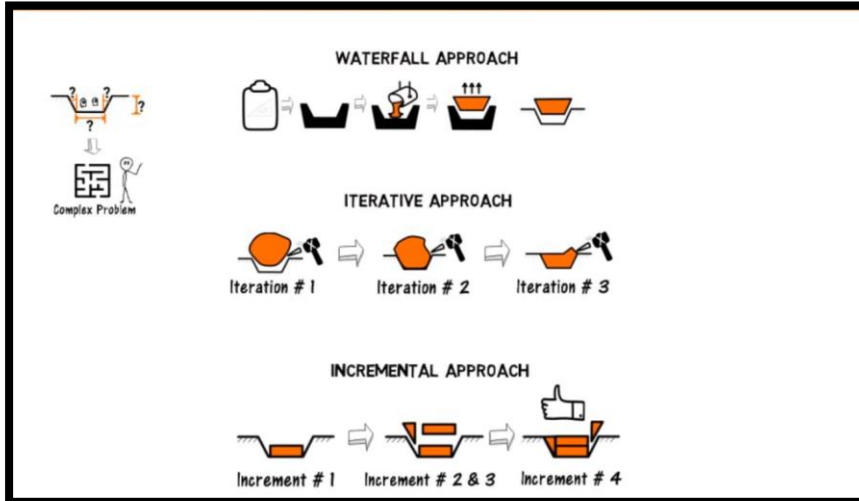 WATERFALL APPROACH
? ? ?
?
Complex Problem
ITERATIVE APPROACH
Iteration # 1
Iteration # 2
Iteration # 3
INCREMENTAL APPROACH
Increment # 1
Increment # 2 & 3
Increment # 4